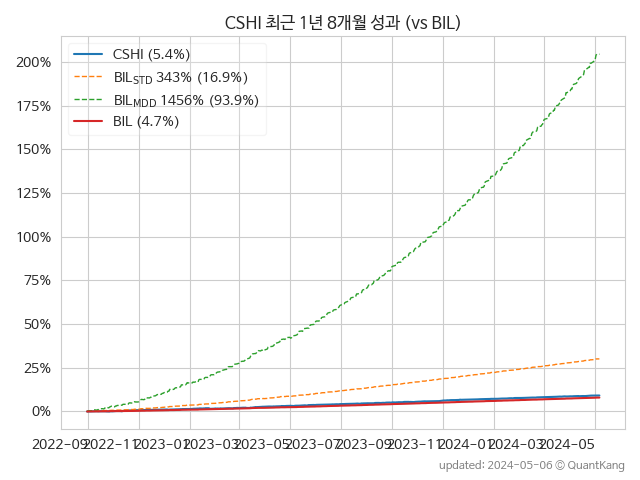 CSHI 최근 1년 8개월 성과 (vs BIL)
CSHI (5.4%)
BILSTD 343% (16.9%)
BILMDD 1456% (93.9%)
BIL (4.7%)
200%
175%
150%
125%
100%
75%
50%
25%
0%
2022-09 2022-11 2023-01 2023-03 2023-05 2023-07 2023-09 2023-11 2024-01 2024-03 2024-05
updated: 2024-05-06 © QuantKang